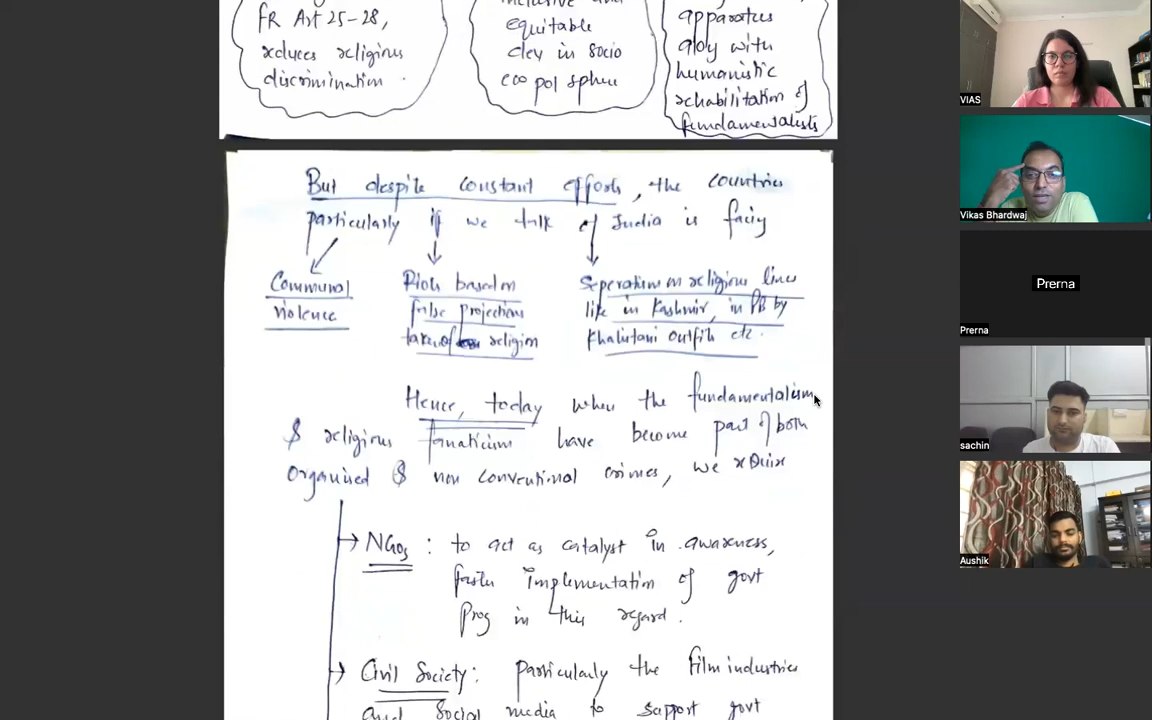 FR Art 25-28,
reduces religious
discrimination.
inclusive and
equitable
dev in socio
eco pol sphere
apparatus
along with
humanistic
rehabilitation of
fundamentalists
But despite constant efforts, the countries
particularly if we talk of India is facing
Communal
violence
Riots based on
false projection
taken of religion
Seperatism on religious lines
like in Kashmir, in PB by
Khalistani outfits etc.
Hence, today when the fundamentalism
& religious fanaticism have become part of both
Organised & non conventional crimes, we require
NGOs : to act as catalyst in awareness,
faster implementation of govt
Prog in this regard.
Civil Society : particularly the film industries
and social media to support govt
VIAS
Vikas Bhardwaj
Prerna
Prerna
sachin
Aushik